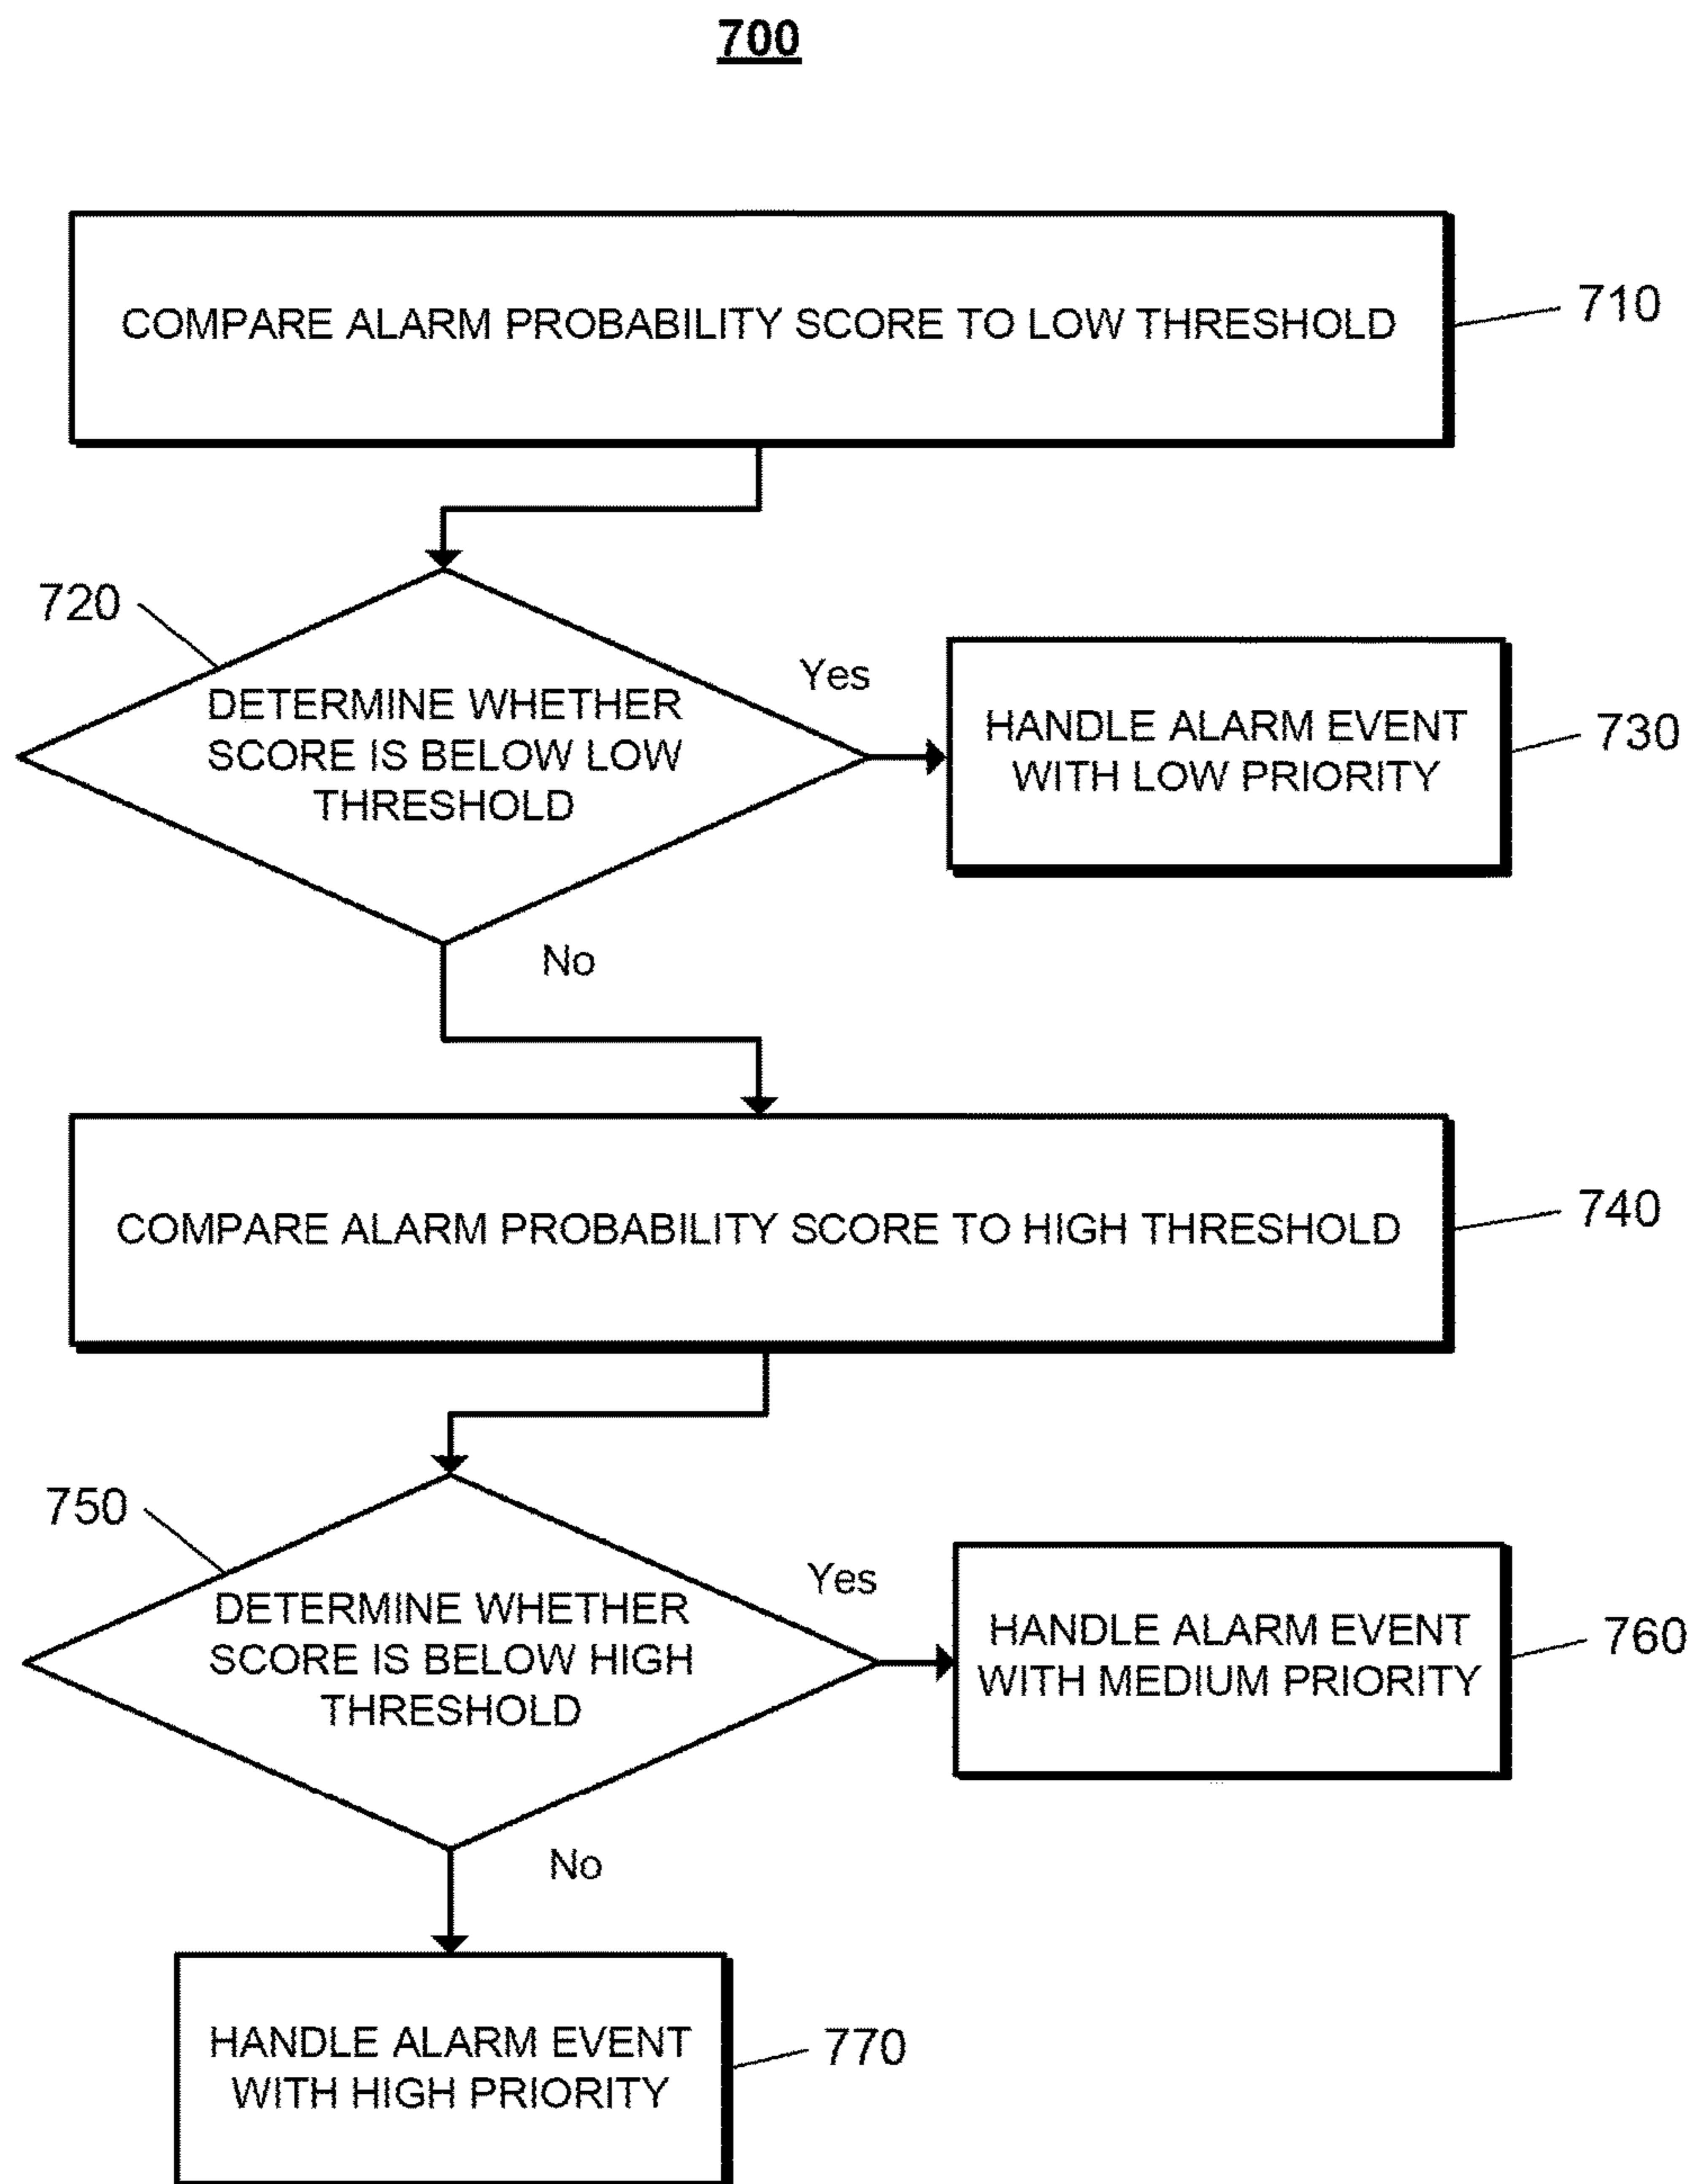 700
COMPARE ALARM PROBABILITY SCORE TO LOW THRESHOLD
710
720
DETERMINE WHETHER
SCORE IS BELOW LOW
THRESHOLD
Yes
HANDLE ALARM EVENT
WITH LOW PRIORITY
730
No
COMPARE ALARM PROBABILITY SCORE TO HIGH THRESHOLD
740
750
DETERMINE WHETHER
SCORE IS BELOW HIGH
THRESHOLD
Yes
HANDLE ALARM EVENT
WITH MEDIUM PRIORITY
760
No
HANDLE ALARM EVENT
WITH HIGH PRIORITY
770